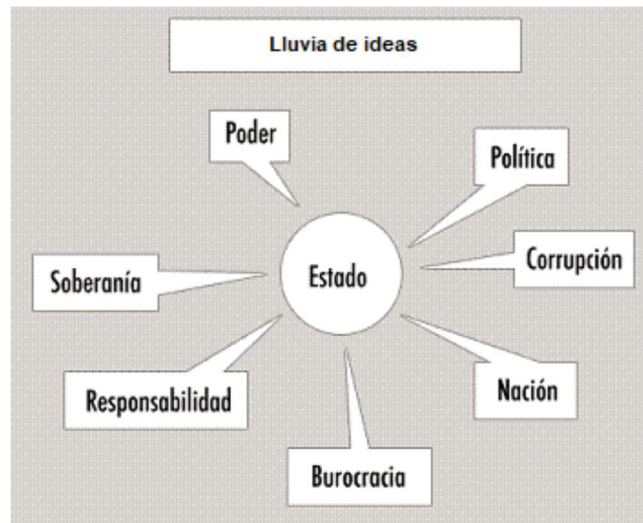 Lluvia de ideas
Poder
Política
Soberanía
Estado
Corrupción
Responsabilidad
Nación
Burocracia